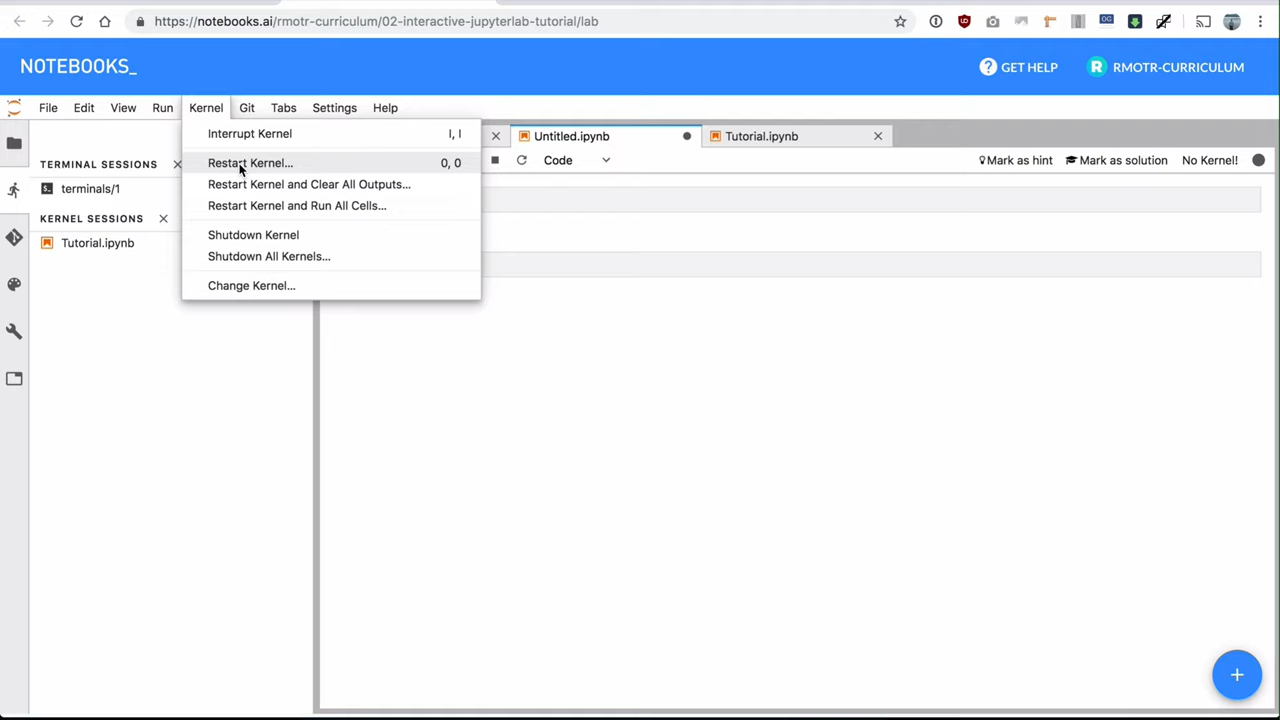 https://notebooks.ai/rmotr-curriculum/02-interactive-jupyterlab-tutorial/lab
NOTEBOOKS_
? GET HELP
R RMOTR-CURRICULUM
File Edit View Run Kernel Git Tabs Settings Help
Interrupt Kernel I, I
Restart Kernel... 0, 0
Restart Kernel and Clear All Outputs...
Restart Kernel and Run All Cells...
Shutdown Kernel
Shutdown All Kernels...
Change Kernel...
TERMINAL SESSIONS
terminals/1
KERNEL SESSIONS
Tutorial.ipynb
Untitled.ipynb
Tutorial.ipynb
Code
Mark as hint
Mark as solution
No Kernel!